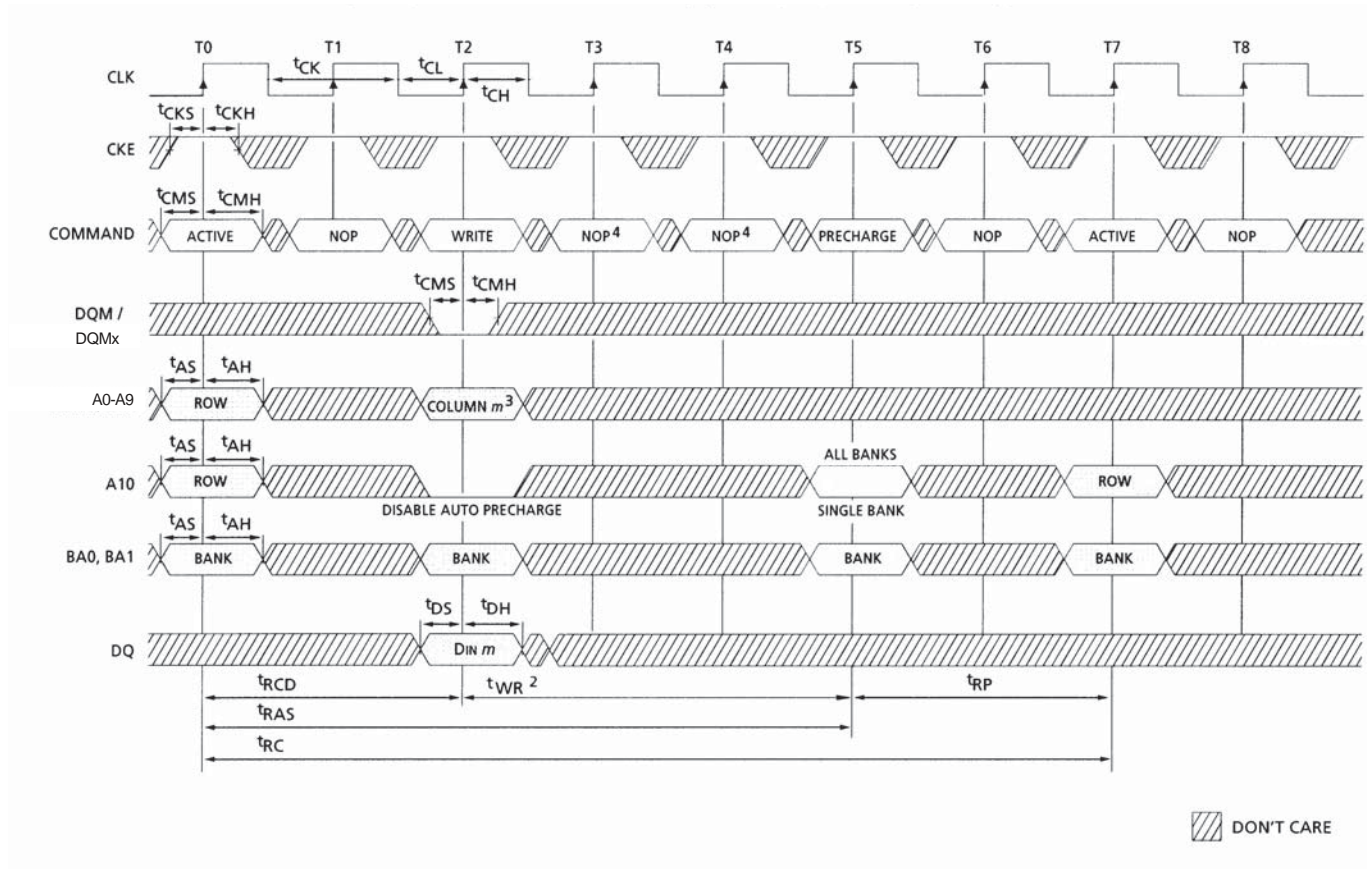 T0 T1 T2 T3 T4 T5 T6 T7 T8
CLK tCK tCL tCH
tCKS tCKH
CKE
tCMS tCMH
COMMAND ACTIVE NOP WRITE NOP4 NOP4 PRECHARGE NOP ACTIVE NOP
tCMS tCMH
DQM /
DQMx
tAS tAH
A0-A9 ROW COLUMN m3
tAS tAH ALL BANKS
A10 ROW ROW
DISABLE AUTO PRECHARGE SINGLE BANK
tAS tAH
BA0, BA1 BANK BANK BANK BANK
tDS tDH
DQ DIN m
tRCD tWR 2 tRP
tRAS
tRC
DON'T CARE